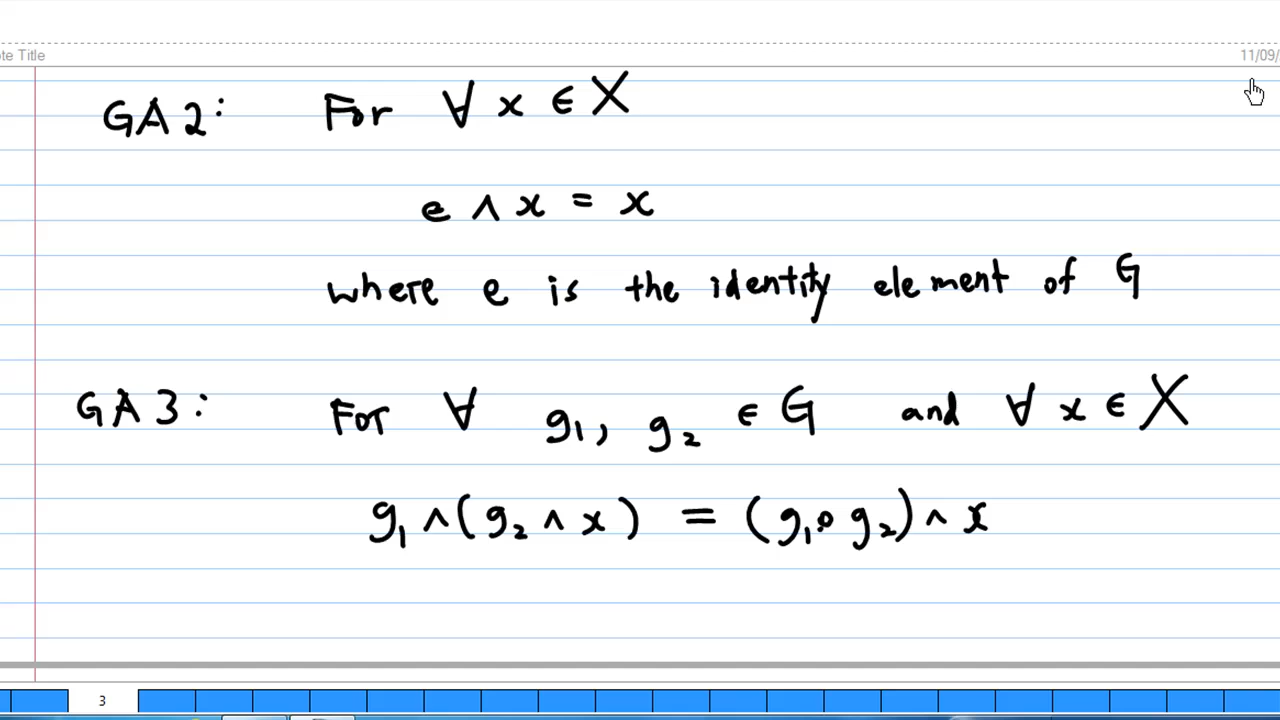 ote Title
11/09/
GA2: For ∀ x ∈ X
e ∧ x = x
where e is the identity element of G
GA3: For ∀ g₁, g₂ ∈ G and ∀ x ∈ X
g₁ ∧ (g₂ ∧ x) = (g₁ ∘ g₂) ∧ x
3